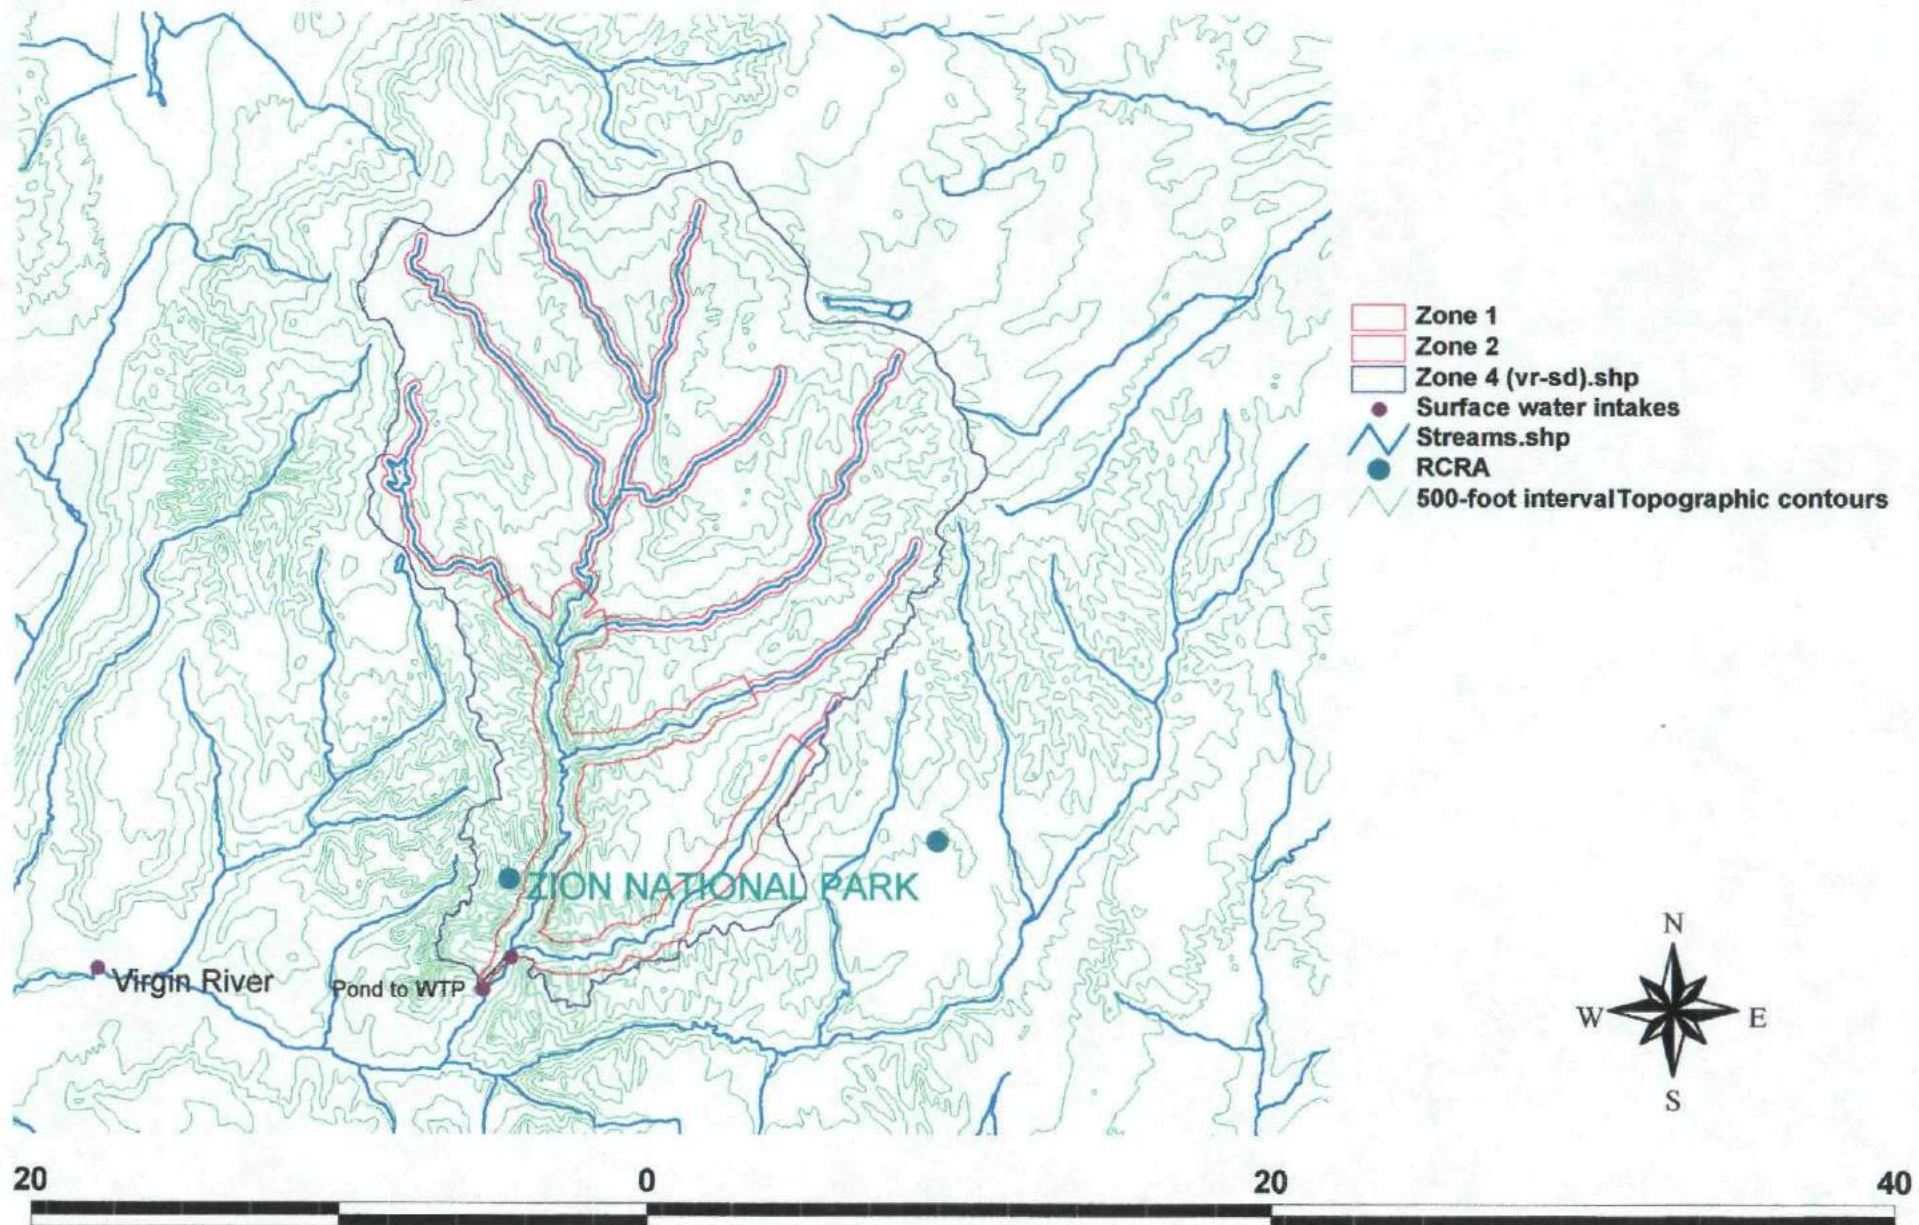 Zone 1
Zone 2
Zone 4 (vr-sd).shp
Surface water intakes
Streams.shp
RCRA
500-foot intervalTopographic contours
ZION NATIONAL PARK
Virgin River
Pond to WTP
N
W E
S
20 0 20 40